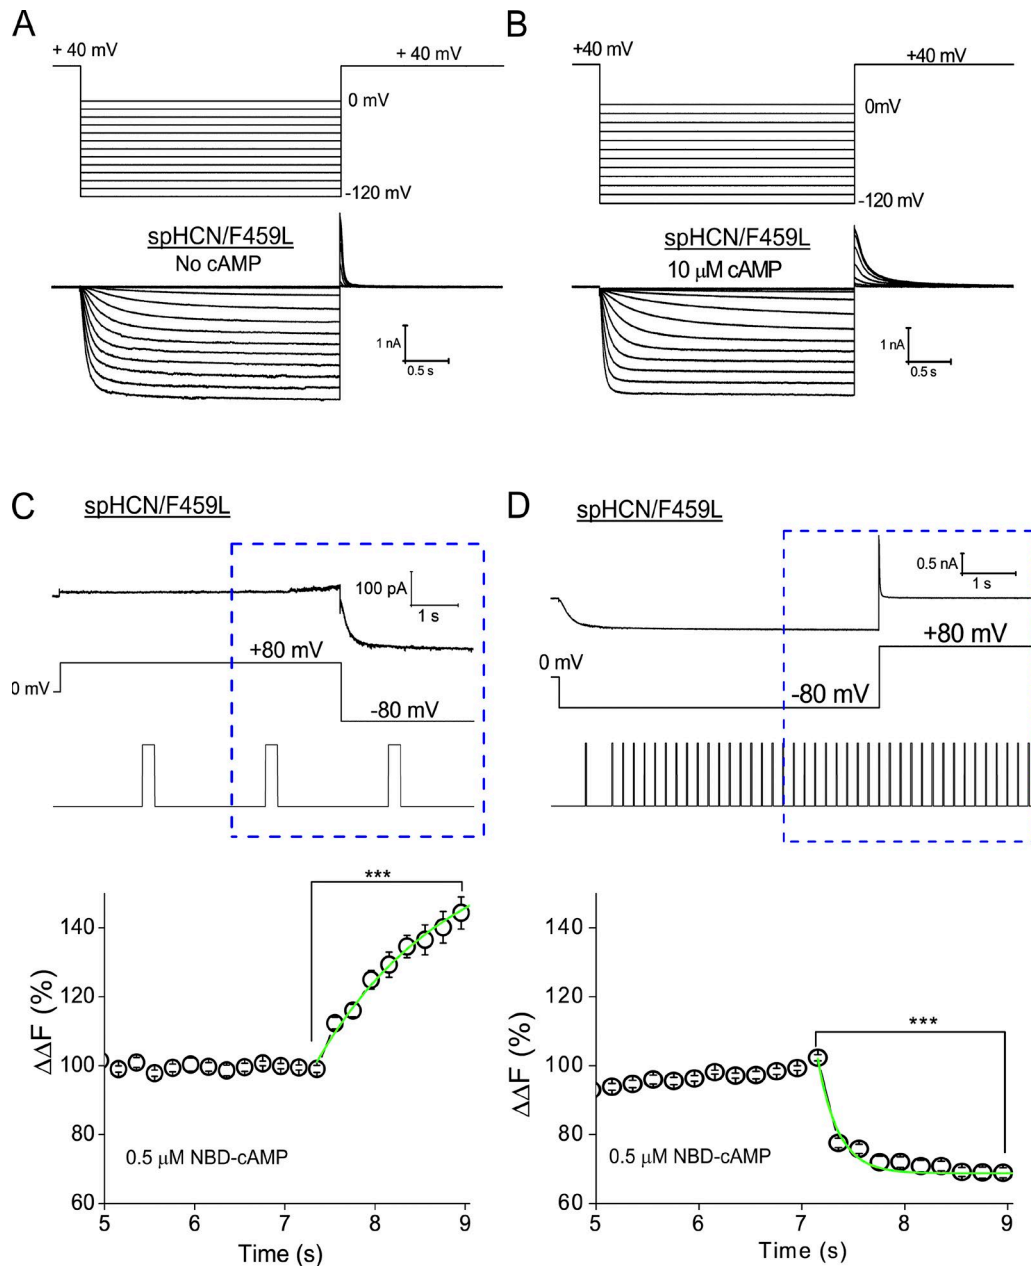 A
+ 40 mV
+ 40 mV
0 mV
-120 mV
spHCN/F459L
No cAMP
1 nA
0.5 s
B
+40 mV
+40 mV
0mV
-120 mV
spHCN/F459L
10 µM cAMP
1 nA
0.5 s
C
spHCN/F459L
100 pA
1 s
+80 mV
0 mV
-80 mV
D
spHCN/F459L
0.5 nA
1 s
+80 mV
0 mV
-80 mV
***
140
120
100
80
60
ΔΔF (%)
0.5 µM NBD-cAMP
5 6 7 8 9
Time (s)
***
140
120
100
80
60
ΔΔF (%)
0.5 µM NBD-cAMP
5 6 7 8 9
Time (s)